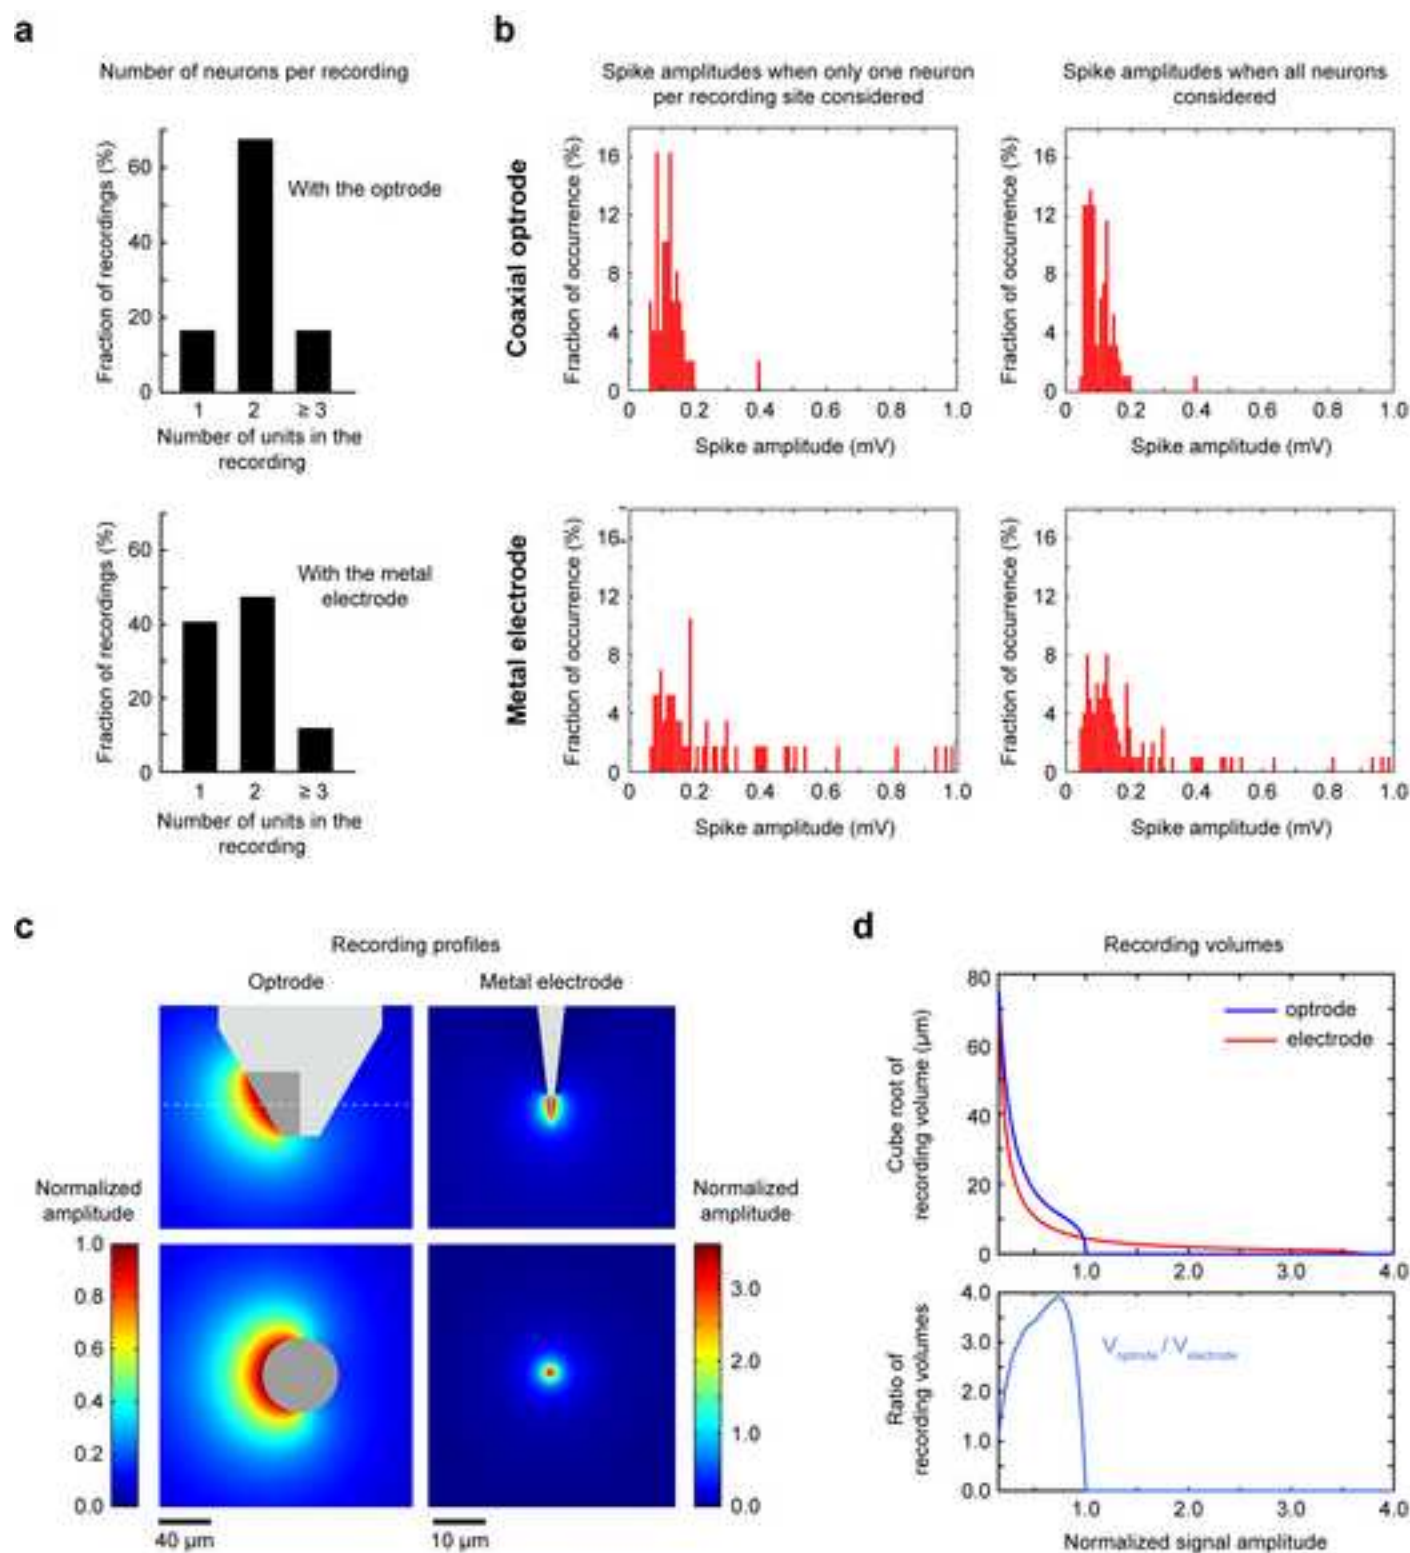 a
Number of neurons per recording
Fraction of recordings (%)
60
40
20
0
With the optrode
1 2 ≥ 3
Number of units in the
recording
Fraction of recordings (%)
60
40
20
0
With the metal
electrode
1 2 ≥ 3
Number of units in the
recording
b
Spike amplitudes when only one neuron
per recording site considered
Spike amplitudes when all neurons
considered
Coaxial optrode
Fraction of occurrence (%)
16
12
8
4
0
0 0.2 0.4 0.6 0.8 1.0
Spike amplitude (mV)
Fraction of occurrence (%)
16
12
8
4
0
0 0.2 0.4 0.6 0.8 1.0
Spike amplitude (mV)
Metal electrode
Fraction of occurrence (%)
16
12
8
4
0
0 0.2 0.4 0.6 0.8 1.0
Spike amplitude (mV)
Fraction of occurrence (%)
16
12
8
4
0
0 0.2 0.4 0.6 0.8 1.0
Spike amplitude (mV)
c
Recording profiles
Optrode
Metal electrode
Normalized
amplitude
1.0
0.8
0.6
0.4
0.2
0.0
40 µm
10 µm
Normalized
amplitude
3.0
2.0
1.0
0.0
d
Recording volumes
Cube root of
recording volume (µm)
80
60
40
20
0
optrode
electrode
1.0 2.0 3.0 4.0
Ratio of
recording volumes
4.0
3.0
2.0
1.0
0.0
Voptrode / Velectrode
1.0 2.0 3.0 4.0
Normalized signal amplitude